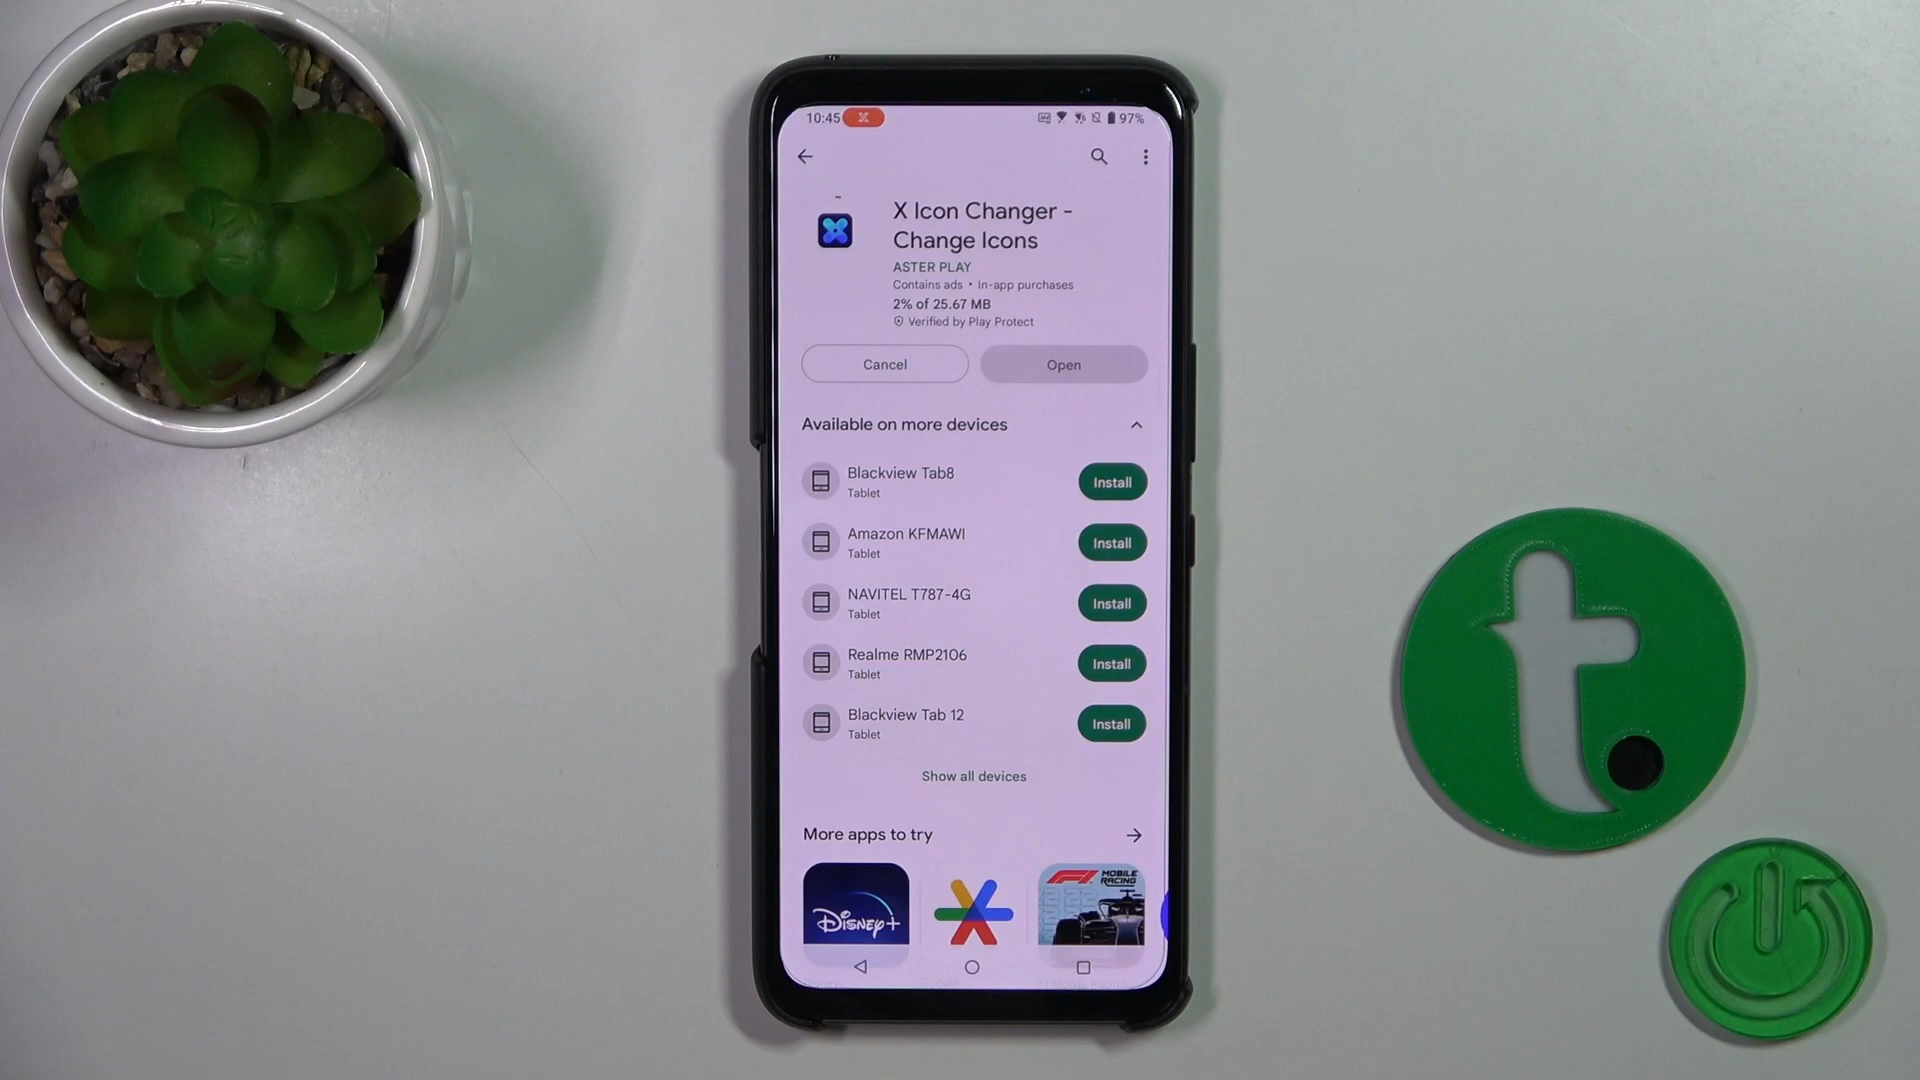 10:45
97%
X Icon Changer -
Change Icons
ASTER PLAY
Contains ads • In-app purchases
2% of 25.67 MB
Verified by Play Protect
Cancel
Open
Available on more devices
Blackview Tab8
Tablet
Install
Amazon KFMAWI
Tablet
Install
NAVITEL T787-4G
Tablet
Install
Realme RMP2106
Tablet
Install
Blackview Tab 12
Tablet
Install
Show all devices
More apps to try
Disney+
F1 MOBILE
RACING
t